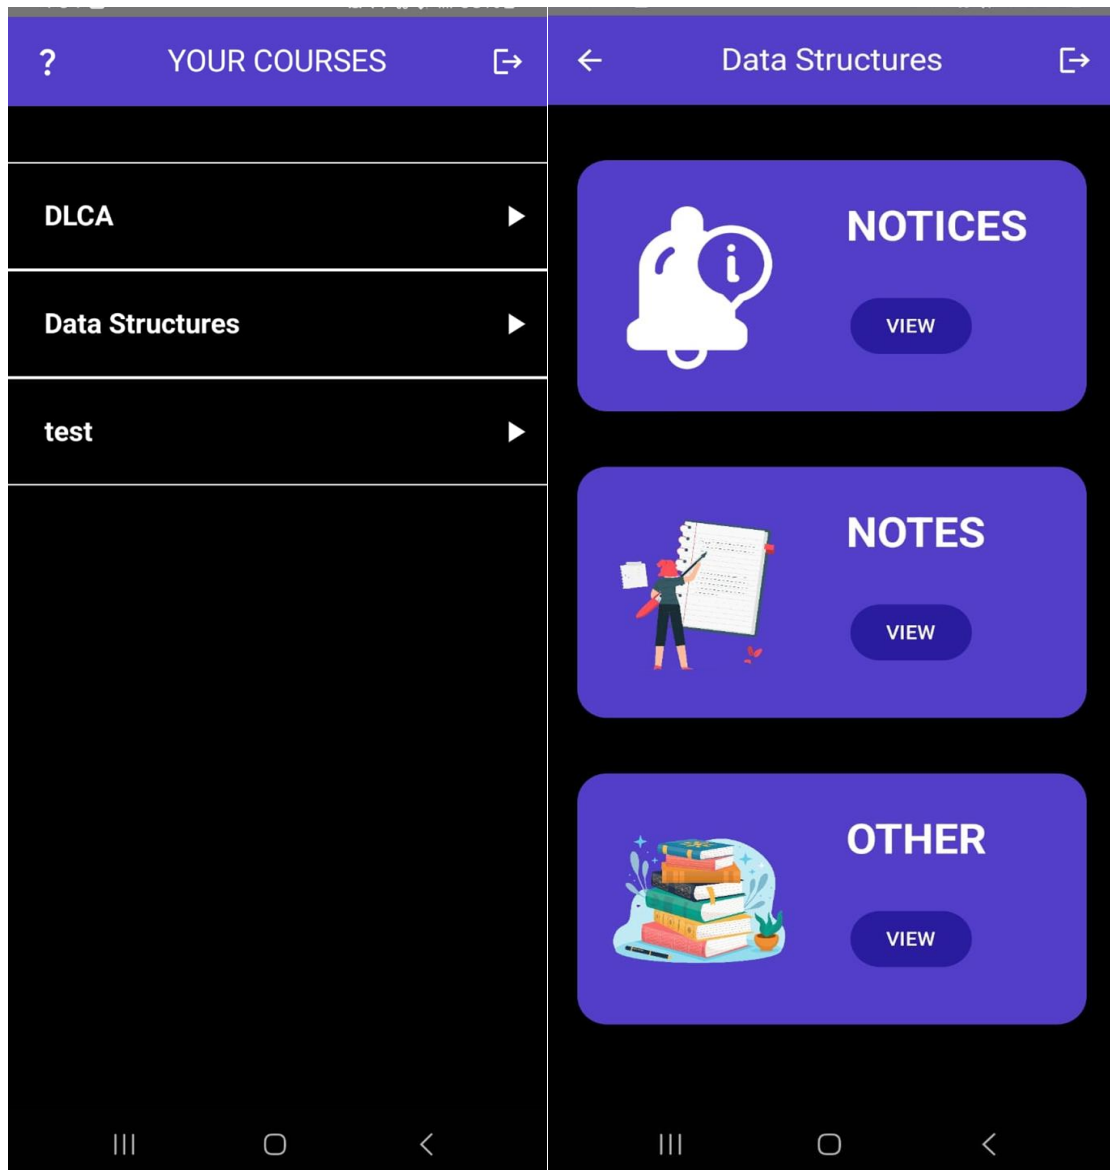 ? YOUR COURSES
DLCA
Data Structures
test
Data Structures
NOTICES
i
VIEW
NOTES
VIEW
OTHER
VIEW